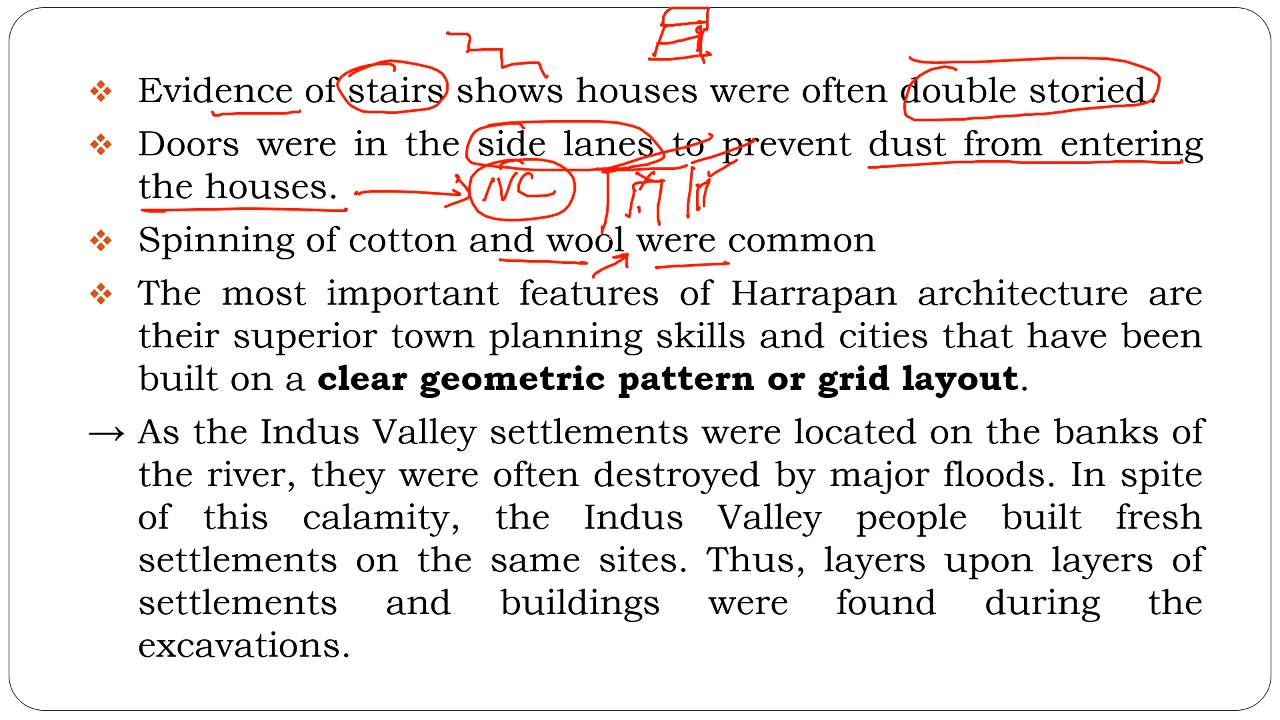 ❖ Evidence of stairs shows houses were often double storied.
❖ Doors were in the side lanes to prevent dust from entering
the houses. → NC
❖ Spinning of cotton and wool were common
❖ The most important features of Harrapan architecture are
their superior town planning skills and cities that have been
built on a clear geometric pattern or grid layout.
→ As the Indus Valley settlements were located on the banks of
the river, they were often destroyed by major floods. In spite
of this calamity, the Indus Valley people built fresh
settlements on the same sites. Thus, layers upon layers of
settlements and buildings were found during the
excavations.